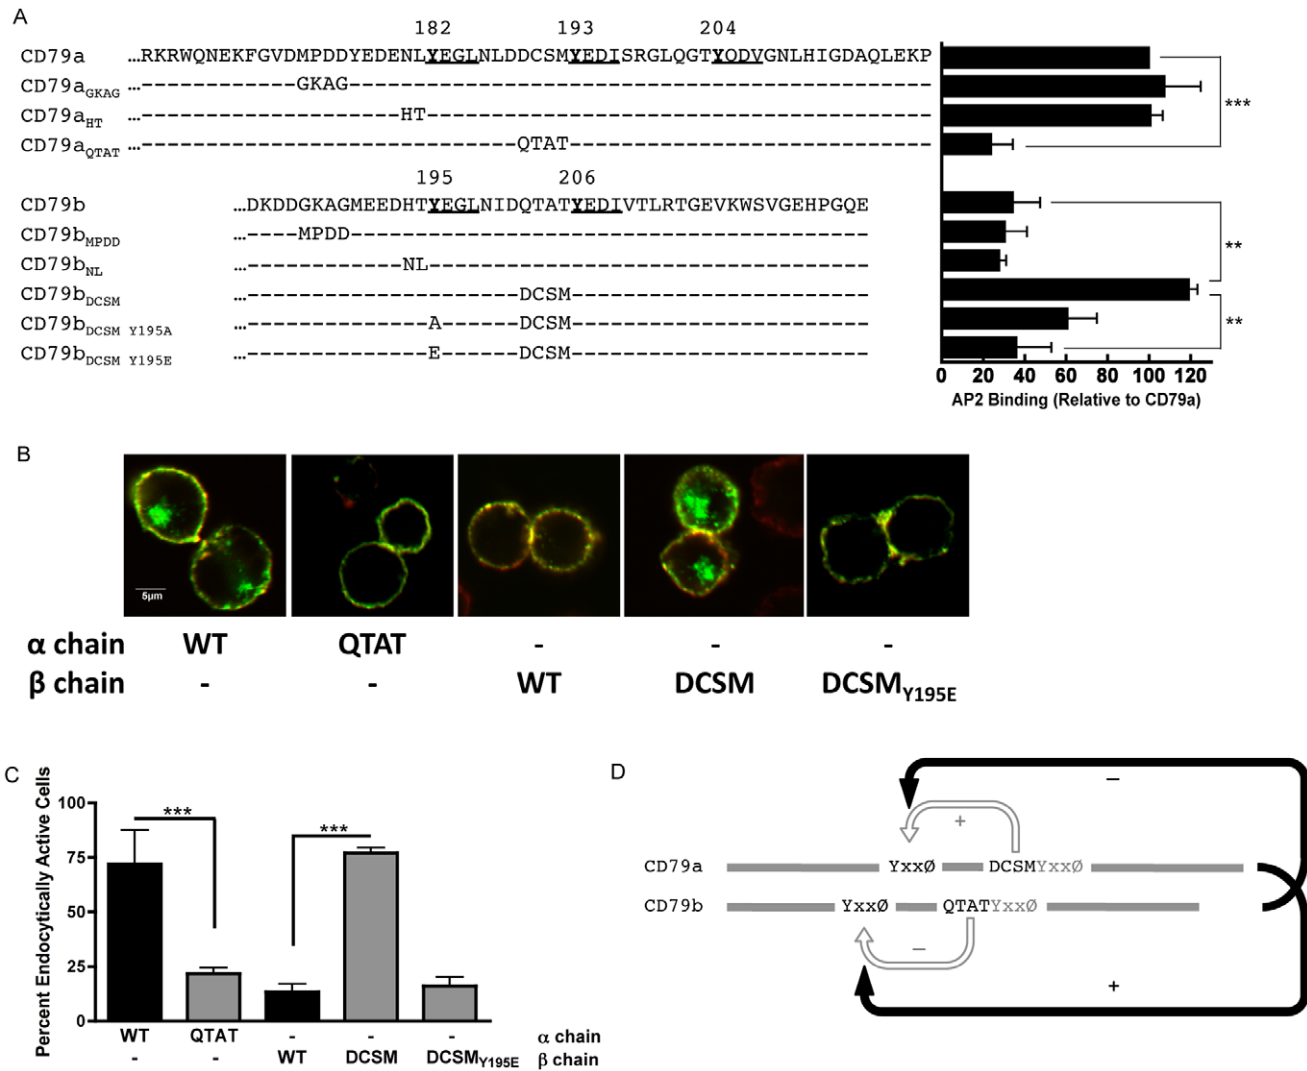 A
182 193 204
CD79a ...RKRWQNEKFGVDMPDDYEDENLYEGLNLDDCSMYEDISRGLQGTYQDVGNLHIGDAQLEKP
CD79aGKAG ...------------GKAG---------------------------------------------
CD79aHT ...--------------------HT---------------------------------------
CD79aQTAT ...-----------------------------QTAT----------------------------
***
195 206
CD79b ...DKDDGKAGMEEDHTYEGLNIDQTATYEDIVTLRTGEVKWSVGEHPGQE
CD79bMPDD ...----MPDD----------------------------------------
CD79bNL ...------------NL----------------------------------
CD79bDCSM ...---------------------DCSM-----------------------
CD79bDCSM Y195A ...--------------A------DCSM-----------------------
CD79bDCSM Y195E ...--------------E------DCSM-----------------------
**
**
0 20 40 60 80 100 120
AP2 Binding (Relative to CD79a)
B
5µm
α chain WT QTAT - - -
β chain - - WT DCSM DCSMY195E
C
Percent Endocytically Active Cells
100
75
50
25
0
*** ***
WT QTAT - - - α chain
- - WT DCSM DCSMY195E β chain
D
−
+
CD79a YxxØ DCSMYxxØ
CD79b YxxØ QTATYxxØ
−
+